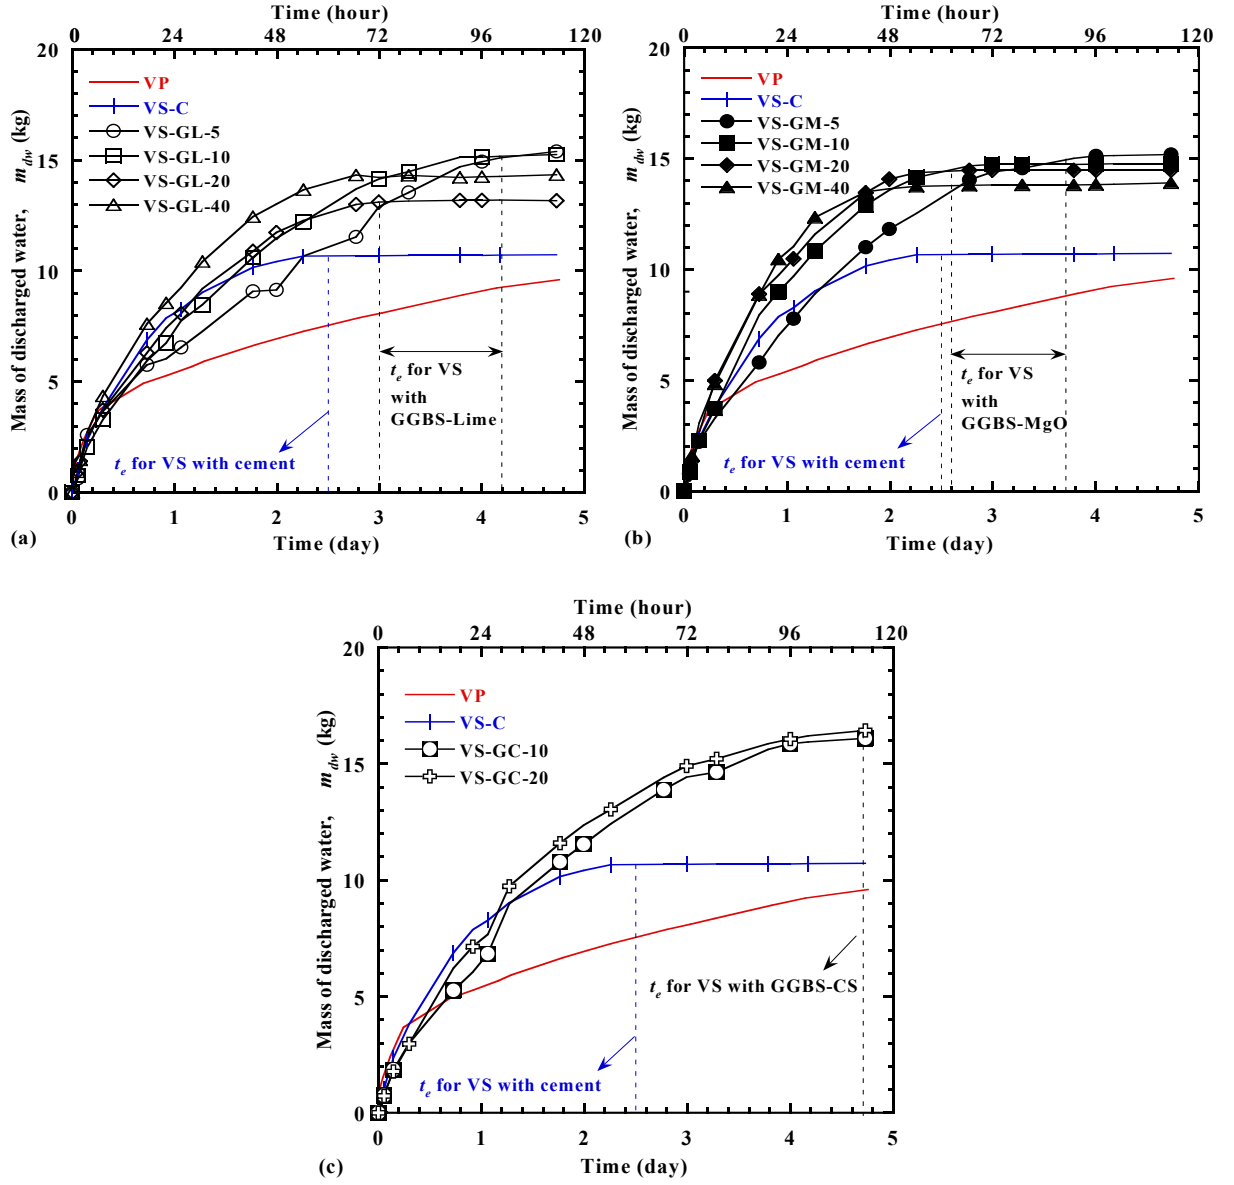 Time (hour)
0 24 48 72 96 120
20
15
10
5
0
Mass of discharged water, m_dw (kg)
VP
VS-C
VS-GL-5
VS-GL-10
VS-GL-20
VS-GL-40
t_e for VS
with
GGBS-Lime
t_e for VS with cement
0 1 2 3 4 5
(a)
Time (day)
Time (hour)
0 24 48 72 96 120
20
15
10
5
0
Mass of discharged water, m_dw (kg)
VP
VS-C
VS-GM-5
VS-GM-10
VS-GM-20
VS-GM-40
t_e for VS
with
GGBS-MgO
t_e for VS with cement
0 1 2 3 4 5
(b)
Time (day)
Time (hour)
0 24 48 72 96 120
20
15
10
5
0
Mass of discharged water, m_dw (kg)
VP
VS-C
VS-GC-10
VS-GC-20
t_e for VS with GGBS-CS
t_e for VS with cement
0 1 2 3 4 5
(c)
Time (day)